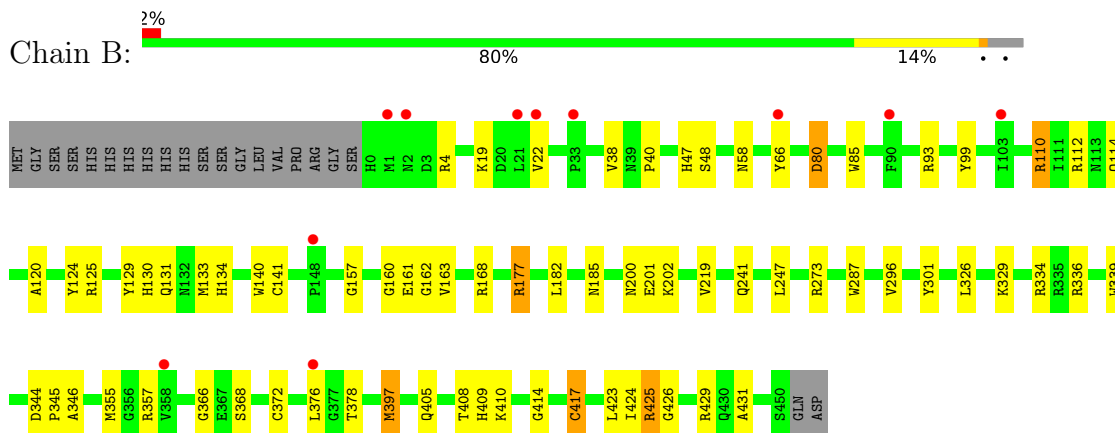 2%
Chain B:
80% 14% • •
MET GLY SER SER HIS HIS HIS HIS HIS HIS SER SER GLY LEU VAL PRO ARG GLY SER H0 M1 N2 D3 R4 K19 D20 L21 V22 P33 V38 N39 P40 H47 S48 N58 Y66 D80 W85 F90 R93 Y99 I103 R110 I111 R112 N113
A120 Y124 R125 Y129 H130 Q131 N132 M133 H134 W140 C141 P148 G157 G160 E161 G162 V163 R168 R177 L182 N185 N200 E201 K202 V219 Q241 L247 R273 W287 V296 Y301 L326 K329 R334 R335 R336 W339
D344 P345 A346 M355 G356 R357 V358 G366 E367 S368 C372 L376 G377 T378 M397 Q405 T408 H409 K410 G414 C417 L423 I424 R425 G426 R429 Q430 A431 S450 GLN ASP